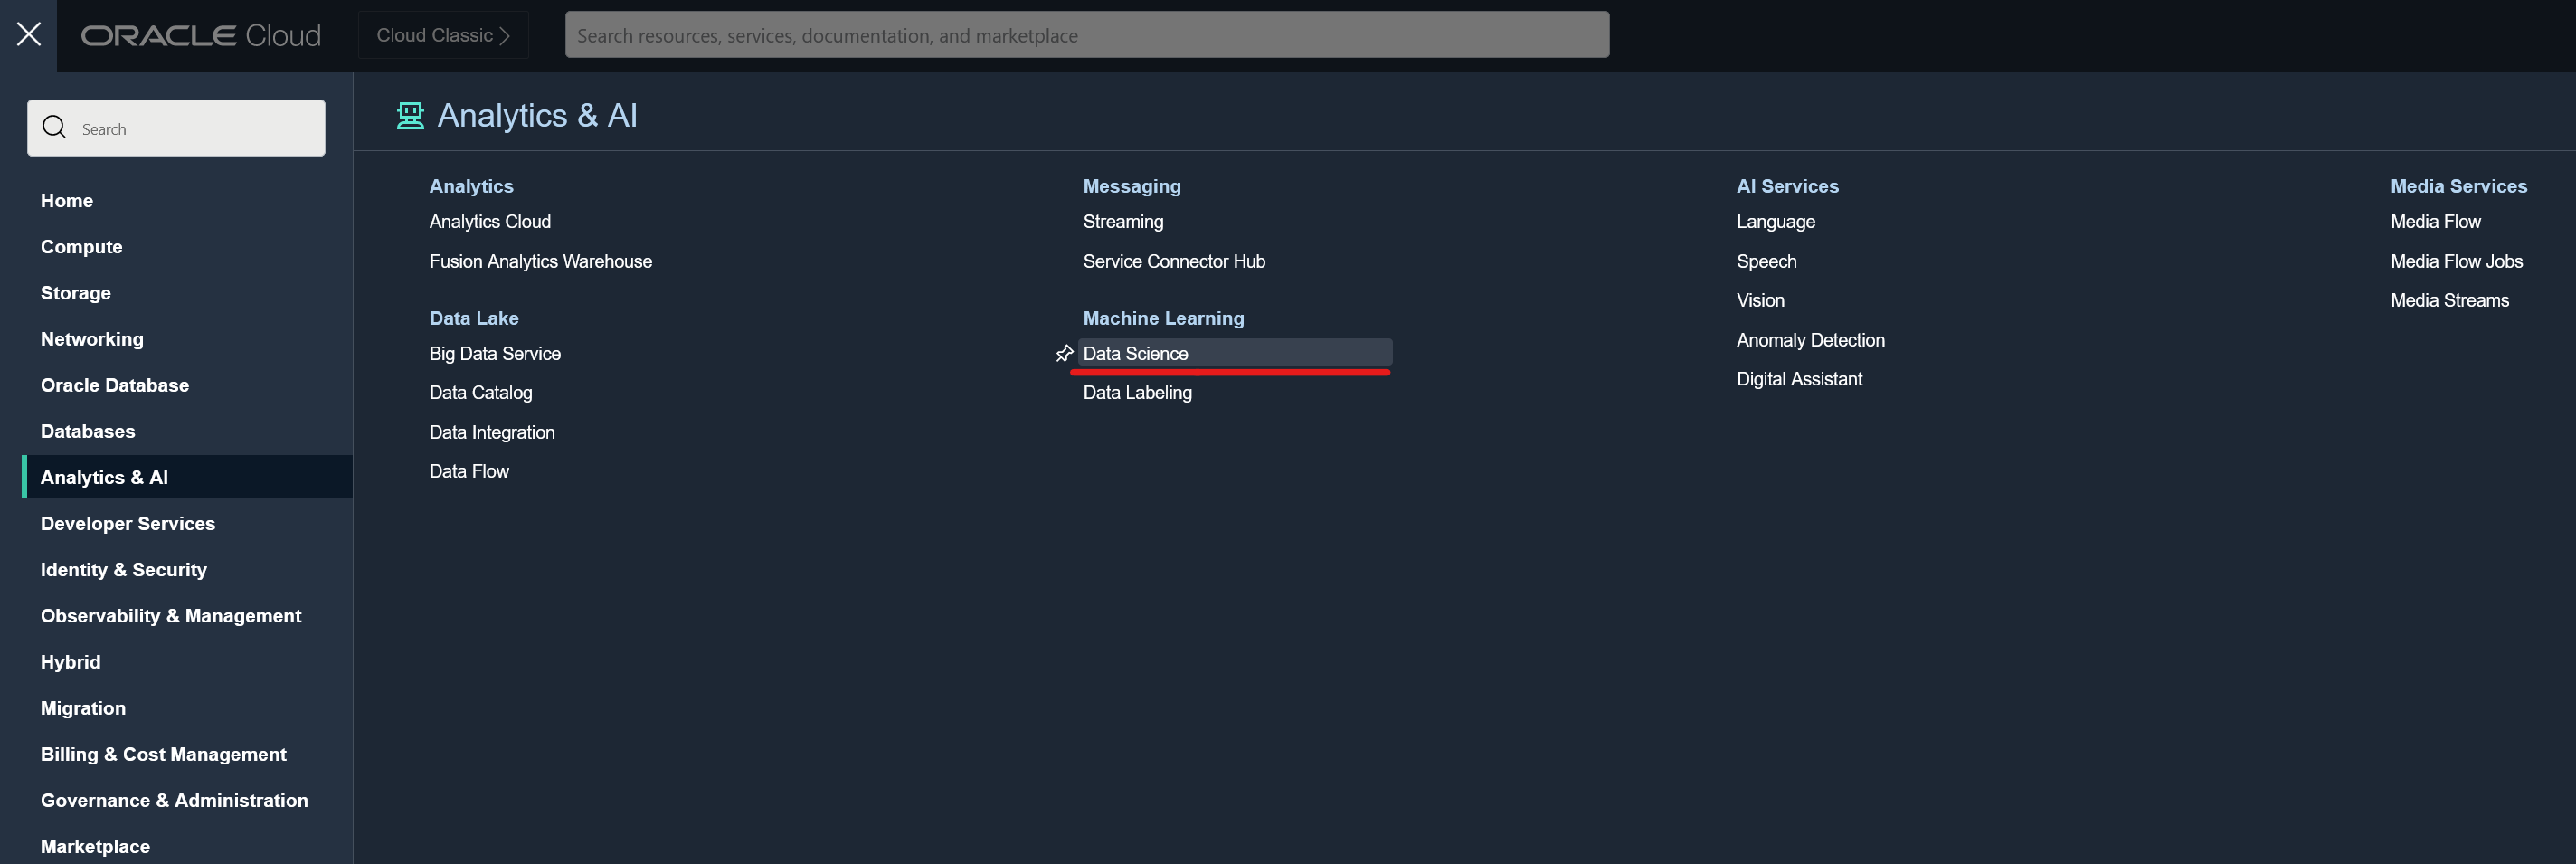 ORACLE Cloud
Cloud Classic
Search resources, services, documentation, and marketplace
Search
Home
Compute
Storage
Networking
Oracle Database
Databases
Analytics & AI
Developer Services
Identity & Security
Observability & Management
Hybrid
Migration
Billing & Cost Management
Governance & Administration
Marketplace
Analytics & AI
Analytics
Analytics Cloud
Fusion Analytics Warehouse
Data Lake
Big Data Service
Data Catalog
Data Integration
Data Flow
Messaging
Streaming
Service Connector Hub
Machine Learning
Data Science
Data Labeling
AI Services
Language
Speech
Vision
Anomaly Detection
Digital Assistant
Media Services
Media Flow
Media Flow Jobs
Media Streams